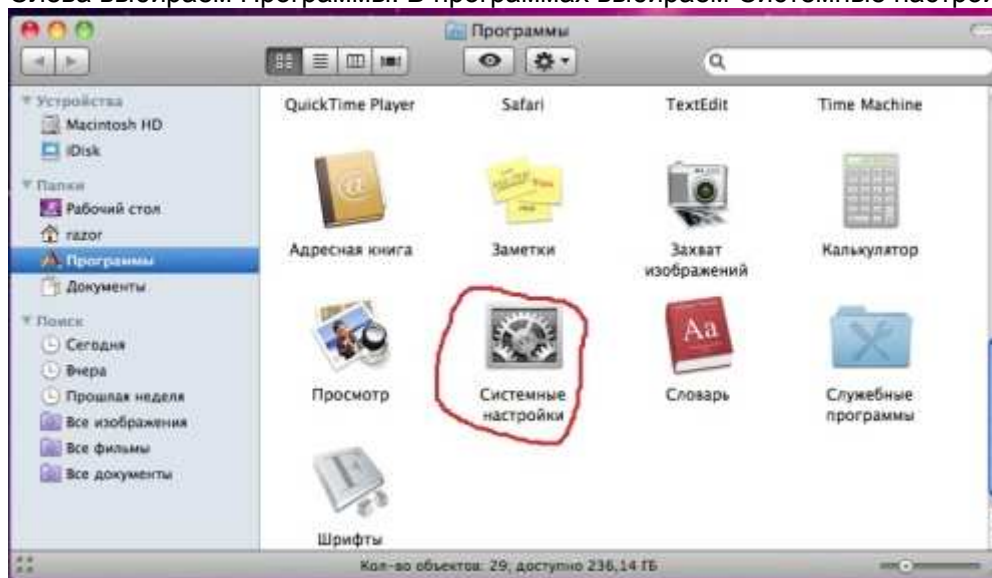 Слева выбираем Программы. В программах выбираем Системные настрой
Программы
▾ Устройства
Macintosh HD
iDisk
▾ Папки
Рабочий стол
razor
Программы
Документы
▾ Поиск
Сегодня
Вчера
Прошлая неделя
Все изображения
Все фильмы
Все документы
QuickTime Player Safari TextEdit Time Machine
Адресная книга Заметки Захват изображений Калькулятор
Просмотр Системные настройки Словарь Служебные программы
Шрифты
Кол-во объектов: 29, доступно 236,14 ГБ